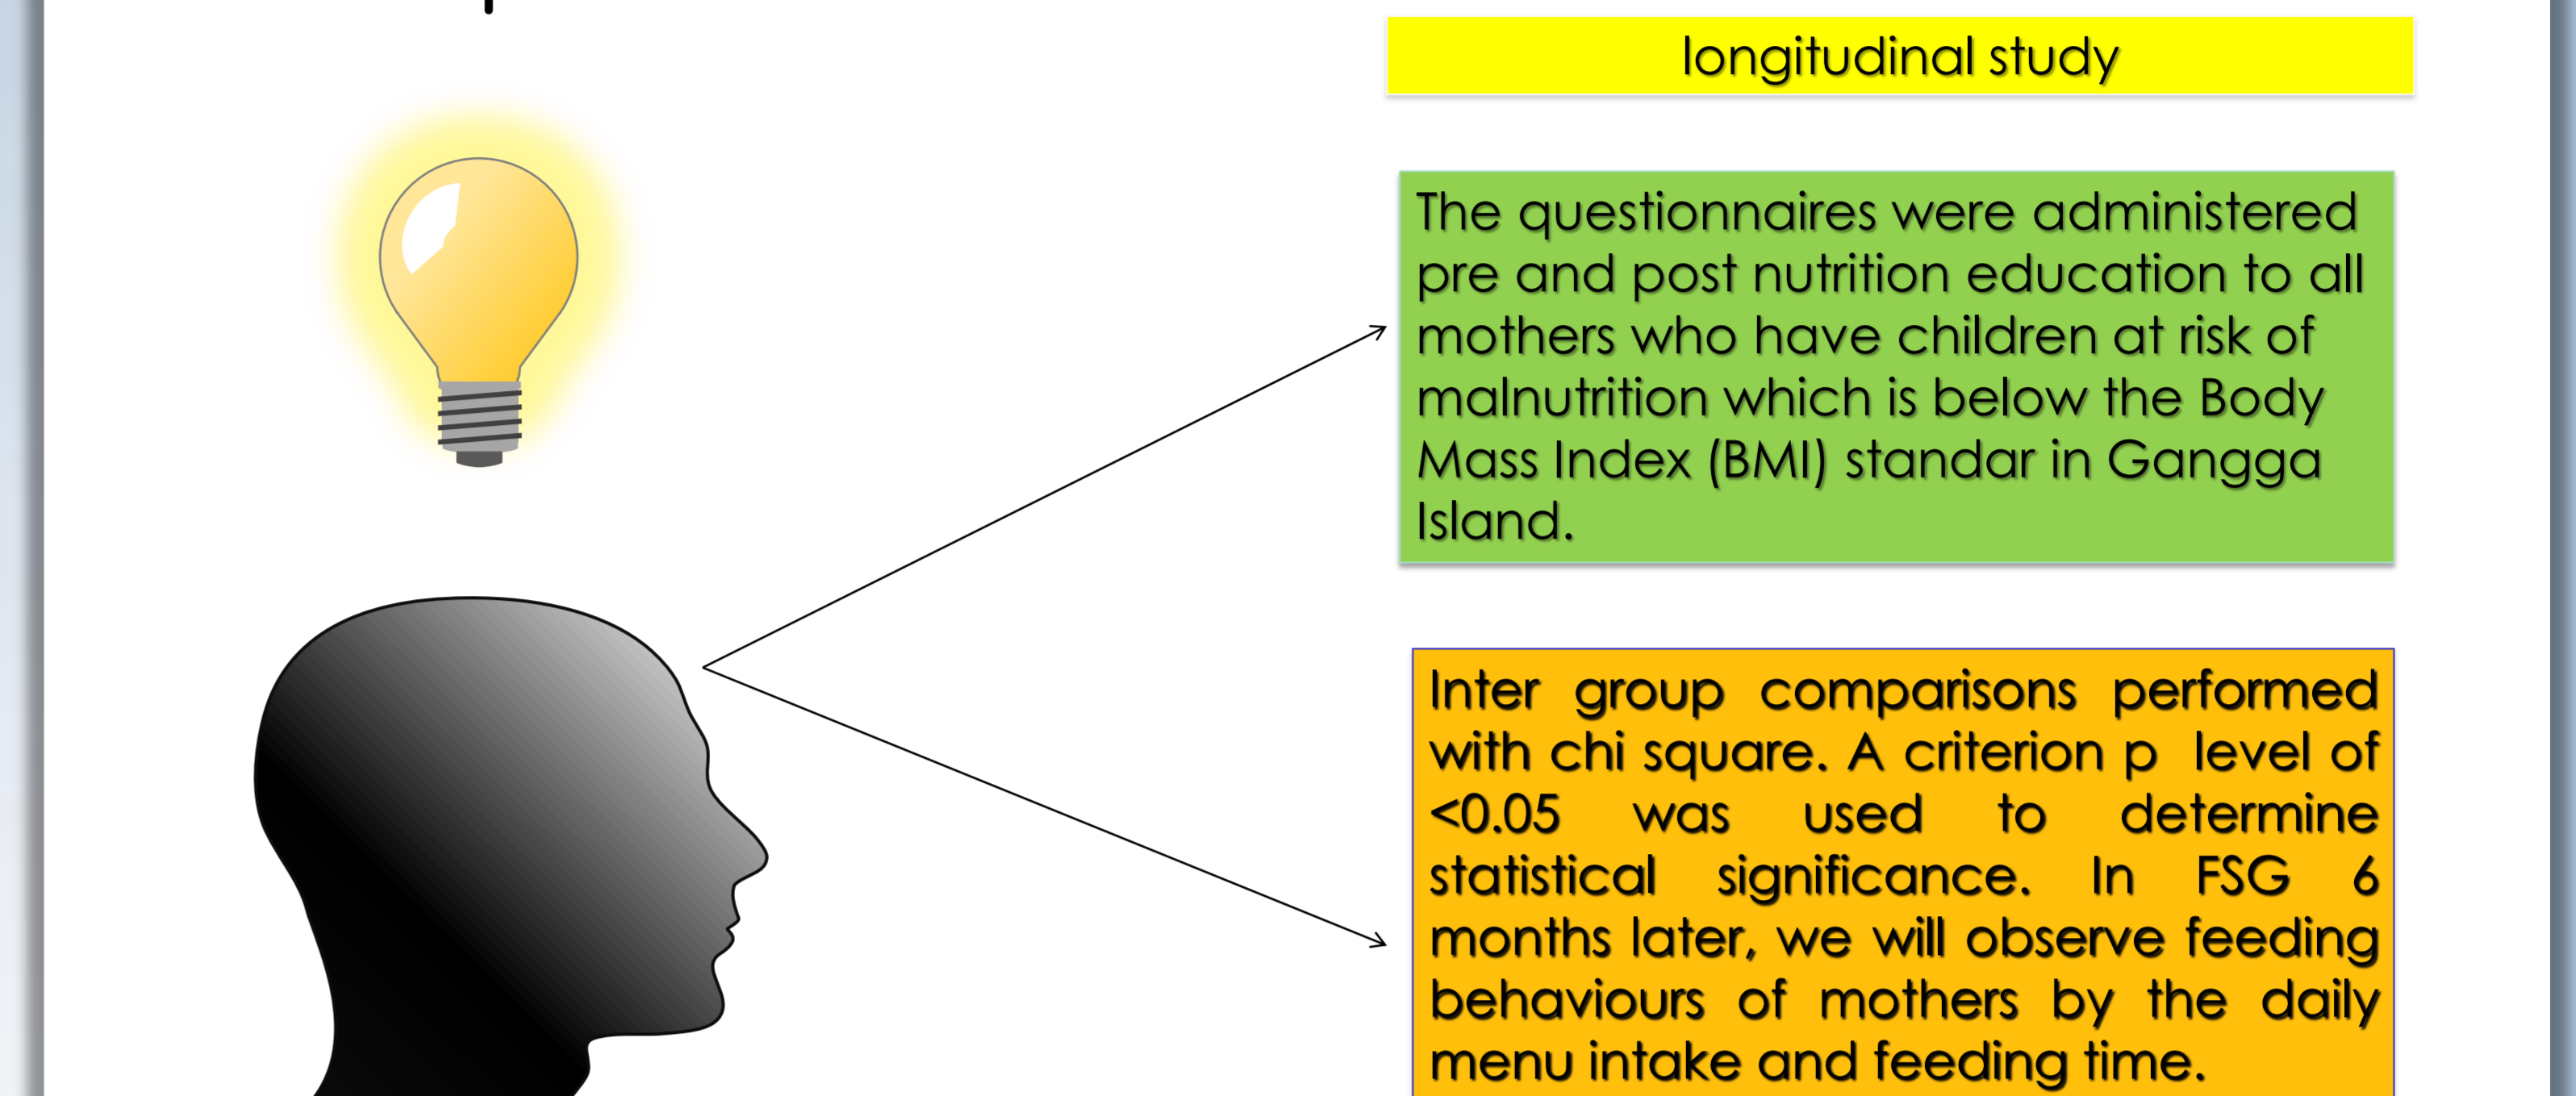 longitudinal study
The questionnaires were administered
pre and post nutrition education to all
mothers who have children at risk of
malnutrition which is below the Body
Mass Index (BMI) standar in Gangga
Island.
Inter group comparisons performed
with chi square. A criterion p level of
<0.05 was used to determine
statistical significance. In FSG 6
months later, we will observe feeding
behaviours of mothers by the daily
menu intake and feeding time.